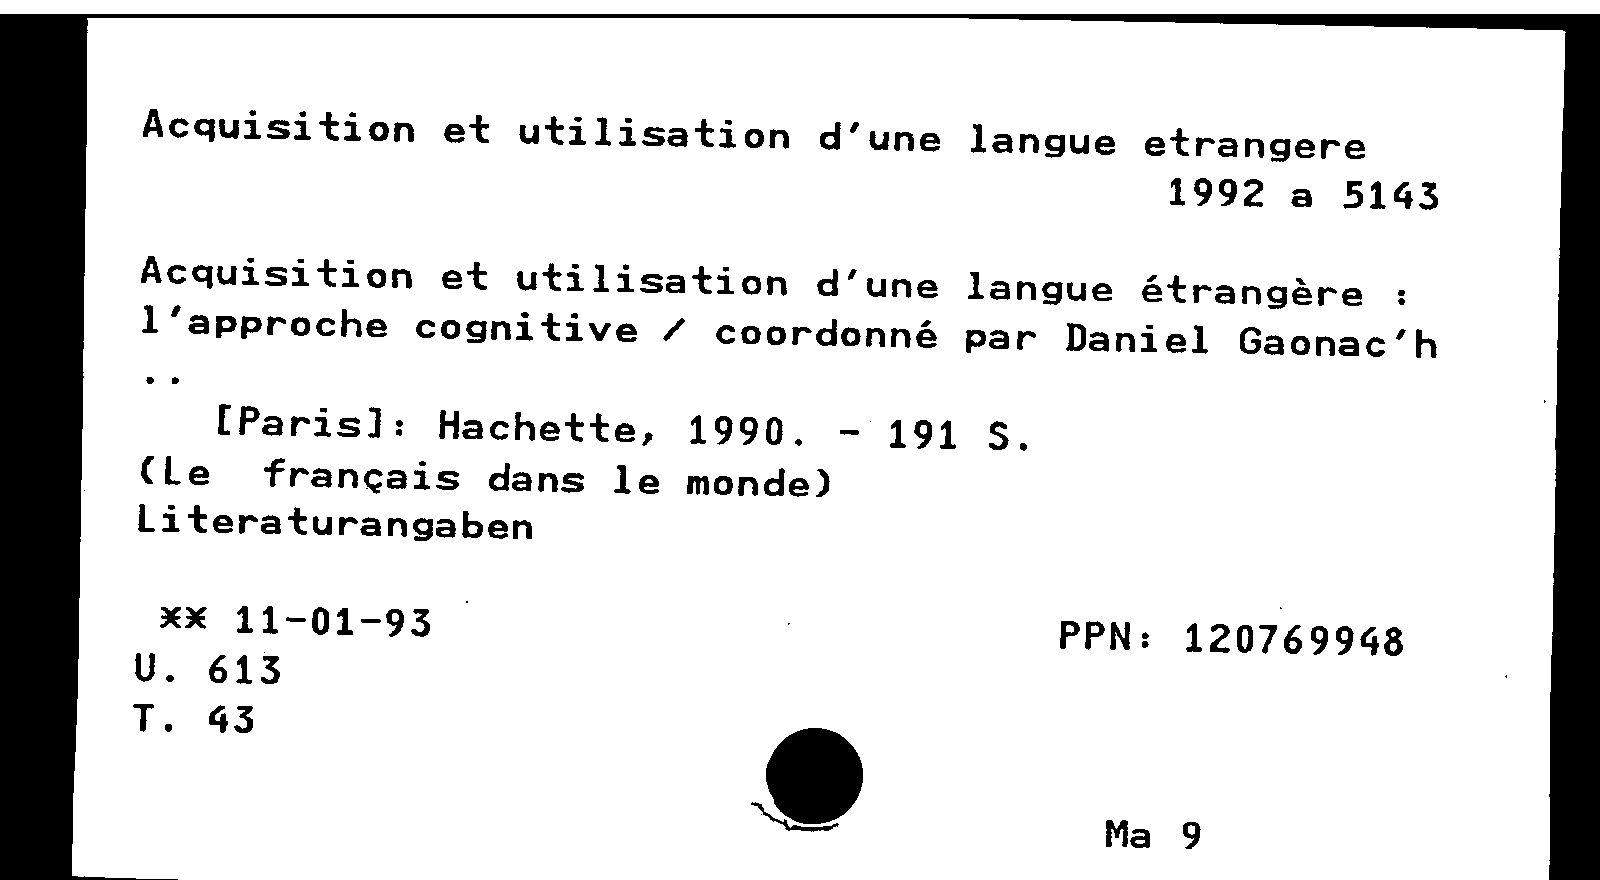 Acquisition et utilisation d'une langue etrangere
1992 a 5143
Acquisition et utilisation d'une langue étrangère :
l'approche cognitive / coordonné par Daniel Gaonac'h
..
[Paris]: Hachette, 1990. - 191 S.
(Le  français dans le monde)
Literaturangaben
** 11-01-93
PPN: 120769948
U. 613
T. 43
Ma 9